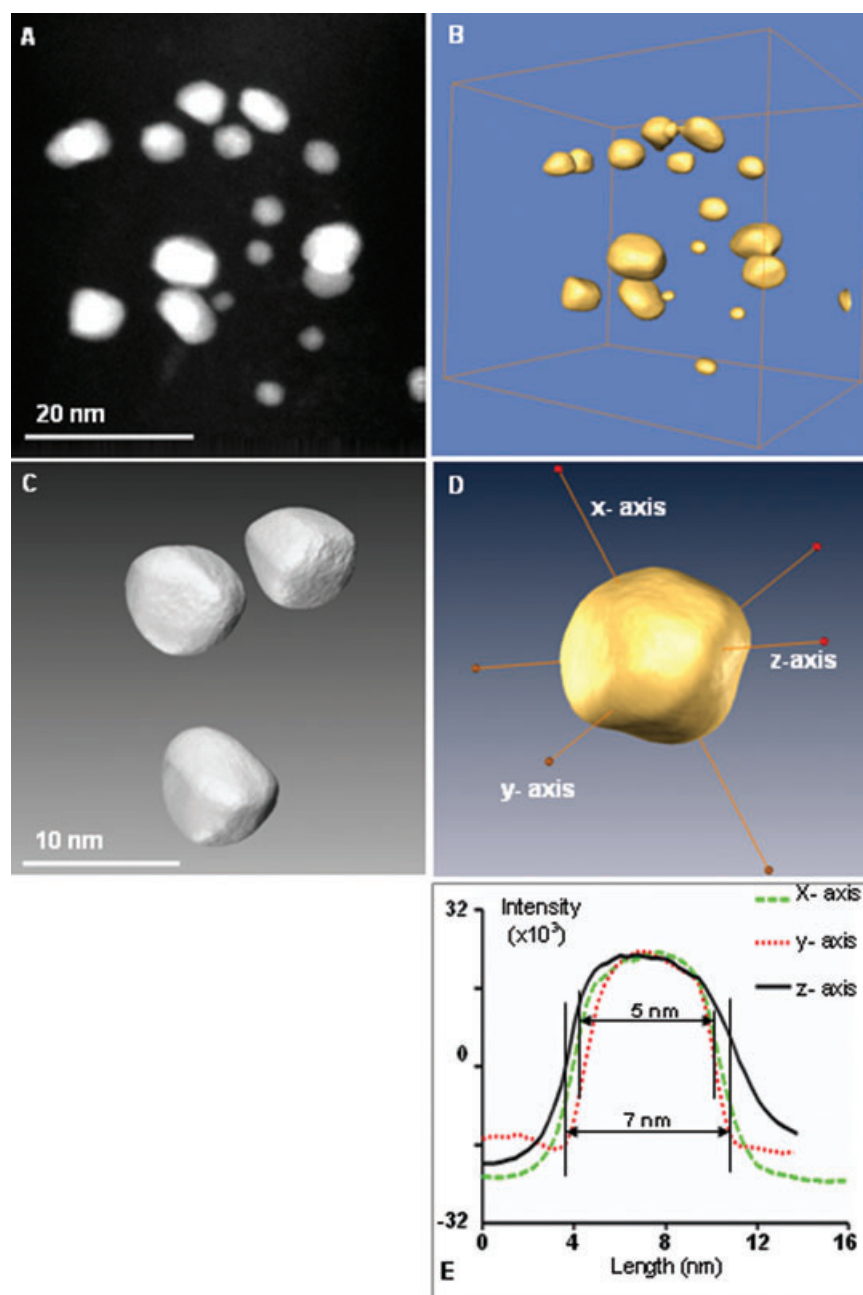 A
20 nm
B
C
10 nm
D
x- axis
z-axis
y- axis
Intensity
(x10³)
X- axis
y- axis
z- axis
32
0
-32
5 nm
7 nm
0 4 8 12 16
Length (nm)
E